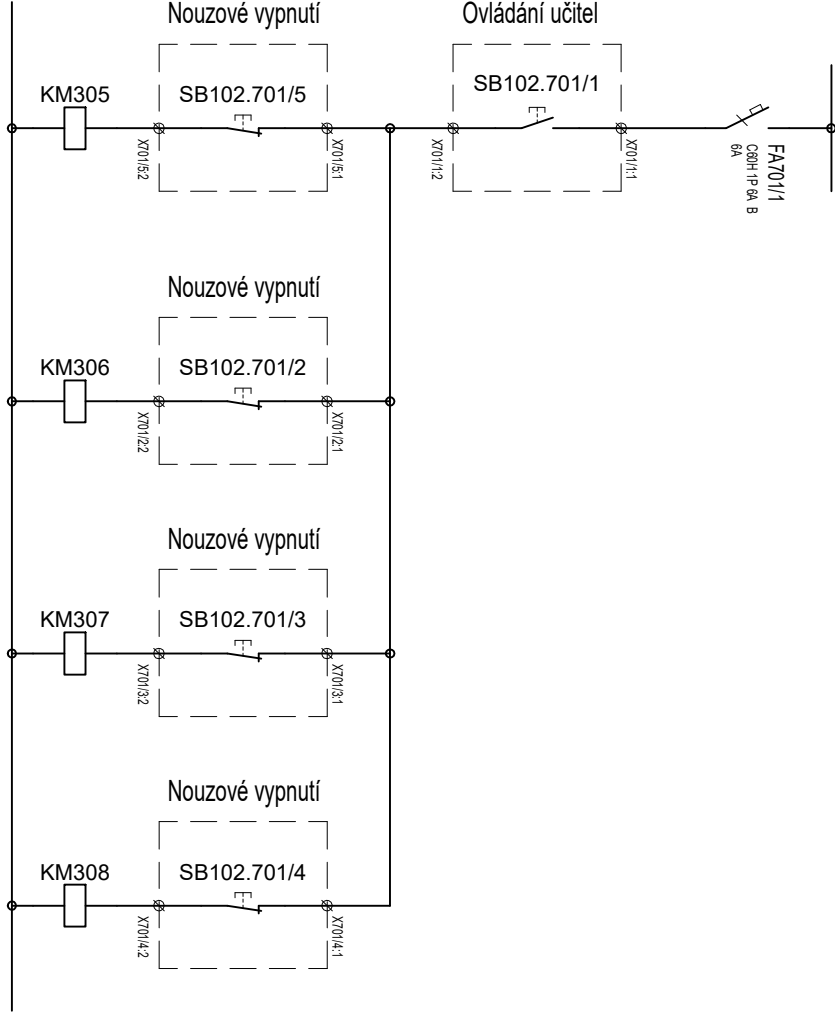 Nouzové vypnutí
Ovládání učitel
KM305
SB102.701/5
SB102.701/1
X701/5:2
X701/5:1
X701/1:2
X701/1:1
FA701/1
C60H 1P 6A B
6A
Nouzové vypnutí
KM306
SB102.701/2
X701/2:2
X701/2:1
Nouzové vypnutí
KM307
SB102.701/3
X701/3:2
X701/3:1
Nouzové vypnutí
KM308
SB102.701/4
X701/4:2
X701/4:1